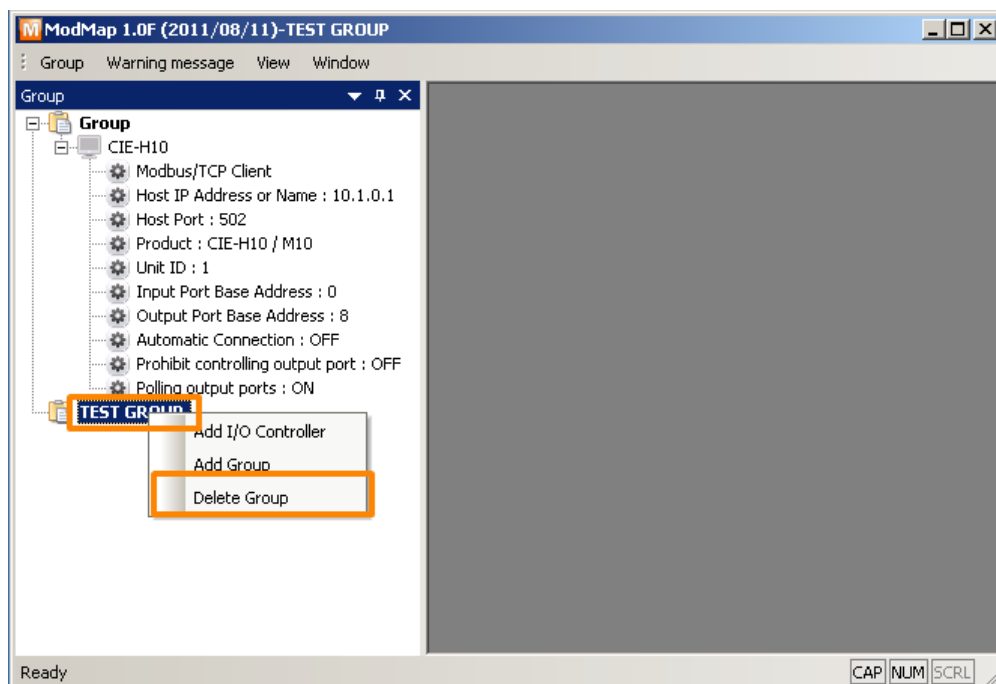 ModMap 1.0F (2011/08/11)-TEST GROUP
Group Warning message View Window
Group
Group
CIE-H10
Modbus/TCP Client
Host IP Address or Name : 10.1.0.1
Host Port : 502
Product : CIE-H10 / M10
Unit ID : 1
Input Port Base Address : 0
Output Port Base Address : 8
Automatic Connection : OFF
Prohibit controlling output port : OFF
Polling output ports : ON
TEST GROUP
Add I/O Controller
Add Group
Delete Group
Ready CAP NUM SCRL